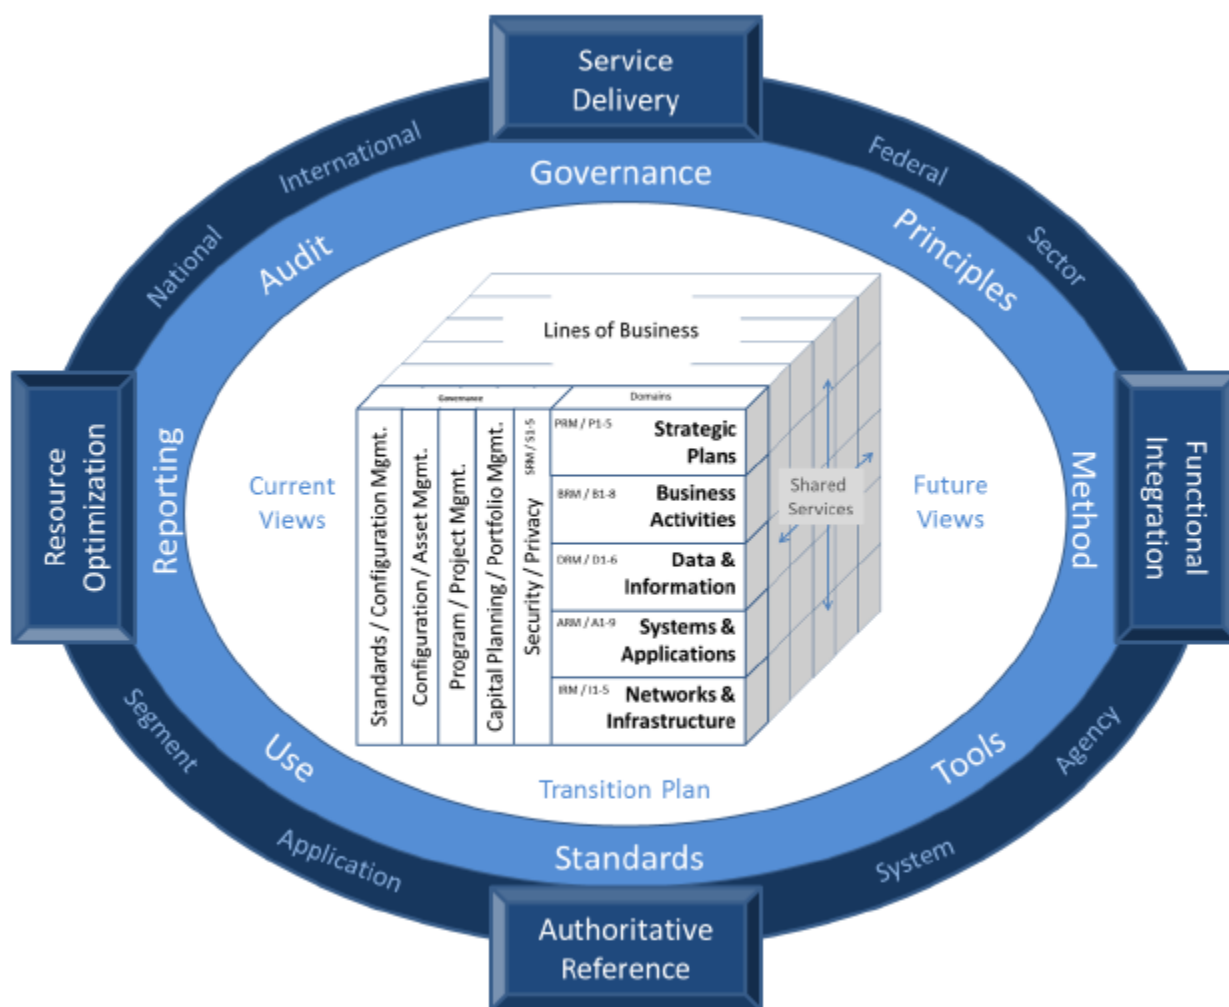 Service
Delivery
International
Federal
Governance
National
Audit
Principles
Sector
Lines of Business
Governance
Domains
Resource
Optimization
Reporting
Current
Views
Standards / Configuration Mgmt.
Configuration / Asset Mgmt.
Program / Project Mgmt.
Capital Planning / Portfolio Mgmt.
Security / Privacy
SRM / S1-5
PRM / P1-5
Strategic
Plans
BRM / B1-8
Business
Activities
DRM / D1-6
Data &
Information
ARM / A1-9
Systems &
Applications
IRM / I1-5
Networks &
Infrastructure
Shared
Services
Future
Views
Method
Functional
Integration
Segment
Use
Transition Plan
Tools
Agency
Application
Standards
System
Authoritative
Reference